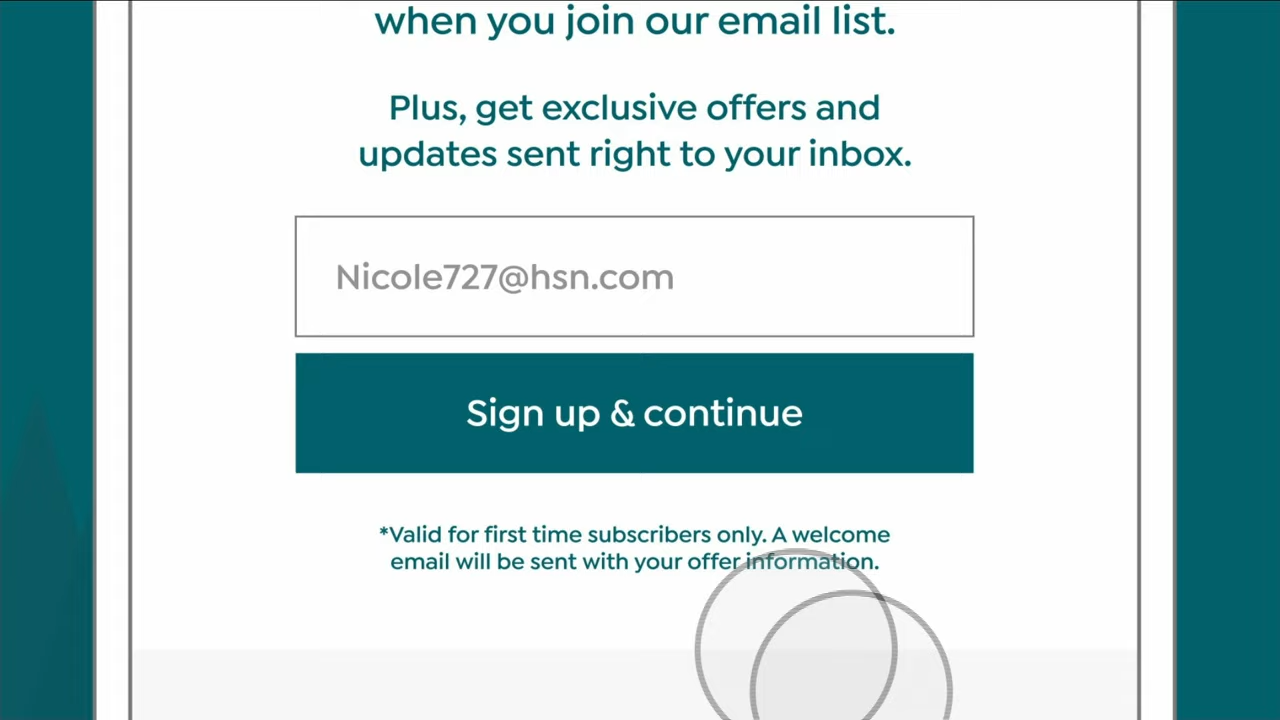 when you join our email list.
Plus, get exclusive offers and
updates sent right to your inbox.
Nicole727@hsn.com
Sign up & continue
*Valid for first time subscribers only. A welcome
email will be sent with your offer information.